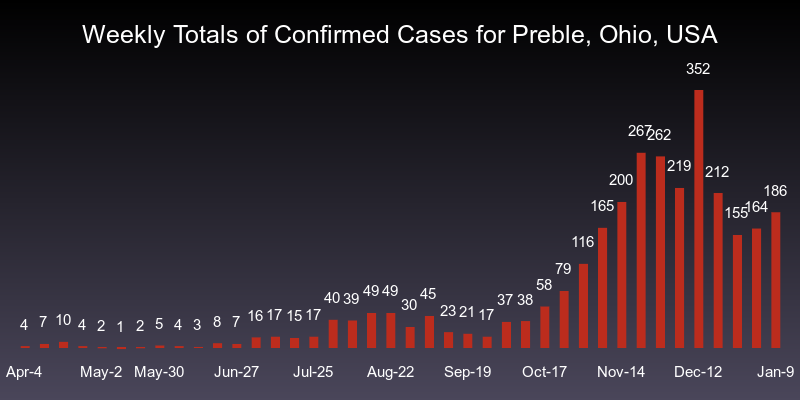 Weekly Totals of Confirmed Cases for Preble, Ohio, USA
4 7 10 4 2 1 2 5 4 3 8 7 16 17 15 17 40 39 49 49 30 45 23 21 17 37 38 58 79 116 165 200 267 262 219 352 212 155 164 186
Apr-4 May-2 May-30 Jun-27 Jul-25 Aug-22 Sep-19 Oct-17 Nov-14 Dec-12 Jan-9